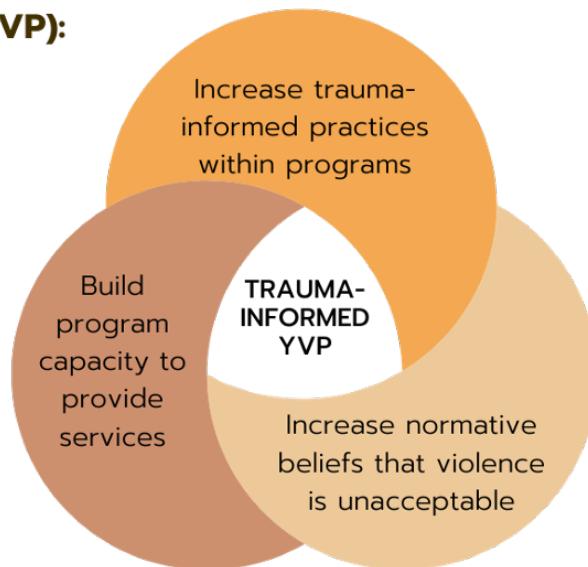 VP):
Increase trauma-
informed practices
within programs
Build
program
capacity to
provide
services
TRAUMA-
INFORMED
YVP
Increase normative
beliefs that violence
is unacceptable